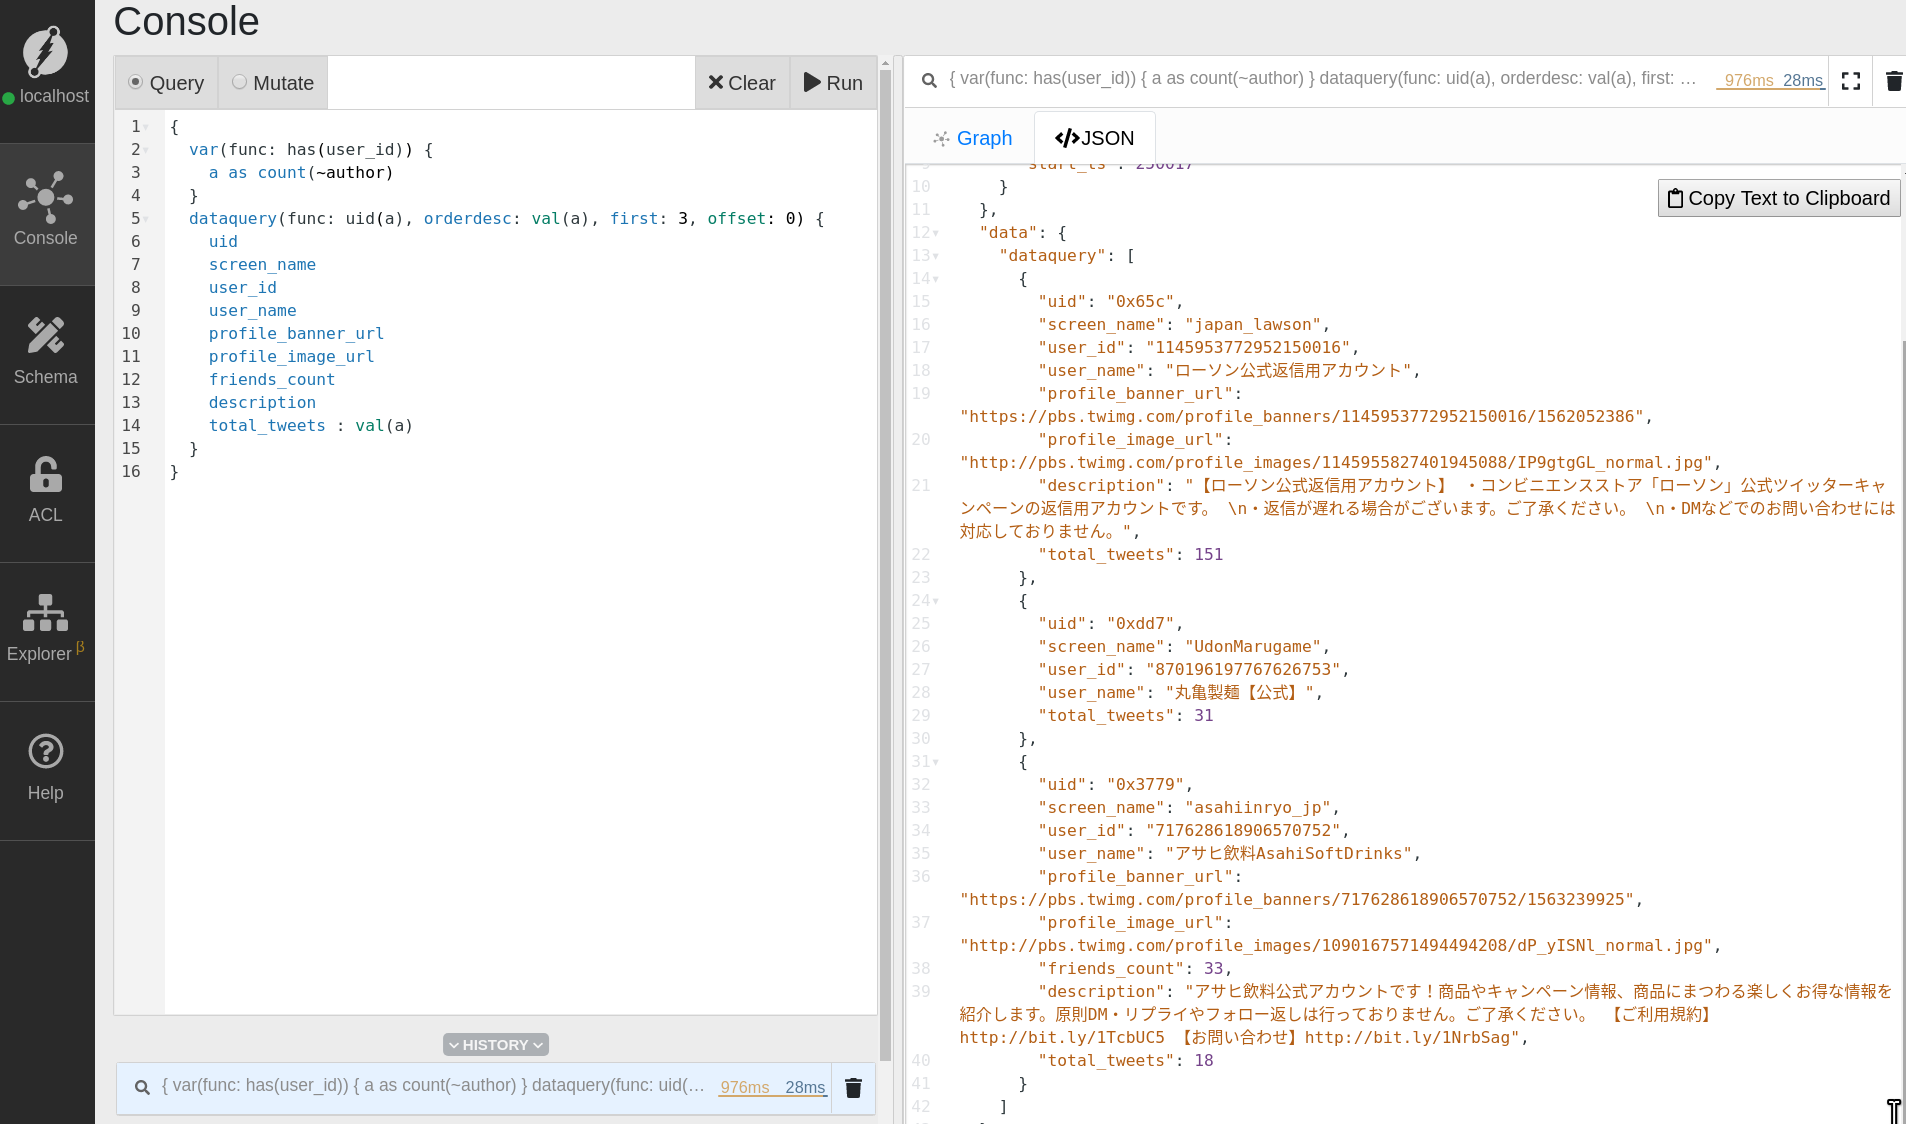 Console
localhost
Console
Schema
ACL
Explorer β
Help
Query Mutate Clear Run
1 {
2   var(func: has(user_id)) {
3     a as count(~author)
4   }
5   dataquery(func: uid(a), orderdesc: val(a), first: 3, offset: 0) {
6     uid
7     screen_name
8     user_id
9     user_name
10     profile_banner_url
11     profile_image_url
12     friends_count
13     description
14     total_tweets : val(a)
15   }
16 }
HISTORY
{ var(func: has(user_id)) { a as count(~author) } dataquery(func: uid(… 976ms 28ms
{ var(func: has(user_id)) { a as count(~author) } dataquery(func: uid(a), orderdesc: val(a), first: … 976ms 28ms
Graph JSON
Copy Text to Clipboard
"start_ts": 250017
10 }
11 },
12 "data": {
13 "dataquery": [
14 {
15 "uid": "0x65c",
16 "screen_name": "japan_lawson",
17 "user_id": "1145953772952150016",
18 "user_name": "ローソン公式返信用アカウント",
19 "profile_banner_url":
"https://pbs.twimg.com/profile_banners/1145953772952150016/1562052386",
20 "profile_image_url":
"http://pbs.twimg.com/profile_images/1145955827401945088/IP9gtgGL_normal.jpg",
21 "description": "【ローソン公式返信用アカウント】 ・コンビニエンスストア「ローソン」公式ツイッターキャ
ンペーンの返信用アカウントです。 \n・返信が遅れる場合がございます。ご了承ください。 \n・DMなどでのお問い合わせには
対応しておりません。",
22 "total_tweets": 151
23 },
24 {
25 "uid": "0xdd7",
26 "screen_name": "UdonMarugame",
27 "user_id": "870196197767626753",
28 "user_name": "丸亀製麺【公式】",
29 "total_tweets": 31
30 },
31 {
32 "uid": "0x3779",
33 "screen_name": "asahiinryo_jp",
34 "user_id": "717628618906570752",
35 "user_name": "アサヒ飲料AsahiSoftDrinks",
36 "profile_banner_url":
"https://pbs.twimg.com/profile_banners/717628618906570752/1563239925",
37 "profile_image_url":
"http://pbs.twimg.com/profile_images/1090167571494494208/dP_yISNl_normal.jpg",
38 "friends_count": 33,
39 "description": "アサヒ飲料公式アカウントです！商品やキャンペーン情報、商品にまつわる楽しくお得な情報を
紹介します。原則DM・リプライやフォロー返しは行っておりません。ご了承ください。 【ご利用規約】
http://bit.ly/1TcbUC5 【お問い合わせ】http://bit.ly/1NrbSag",
40 "total_tweets": 18
41 }
42 ]